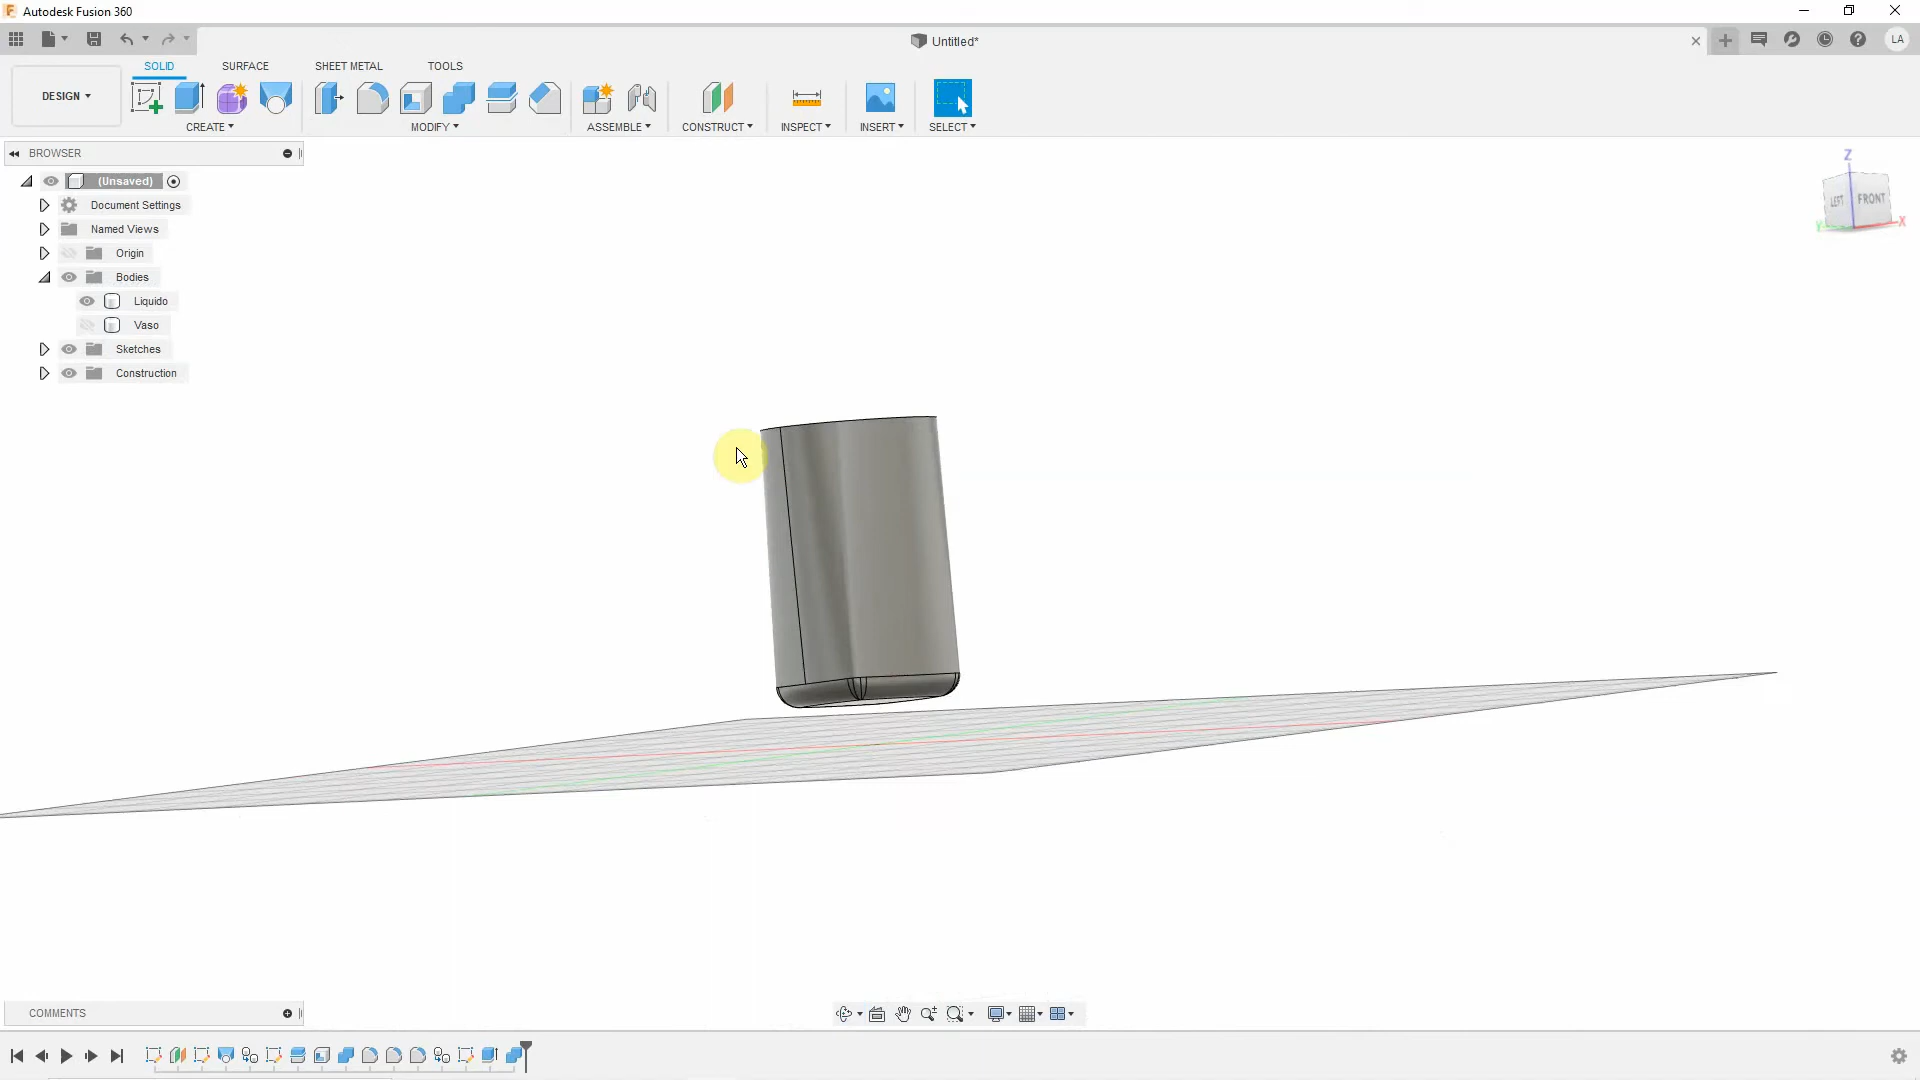 Autodesk Fusion 360
Untitled*
LA
DESIGN
SOLID
SURFACE
SHEET METAL
TOOLS
CREATE
MODIFY
ASSEMBLE
CONSTRUCT
INSPECT
INSERT
SELECT
BROWSER
(Unsaved)
Document Settings
Named Views
Origin
Bodies
Liquido
Vaso
Sketches
Construction
Z
LEFT
FRONT
X
Y
COMMENTS